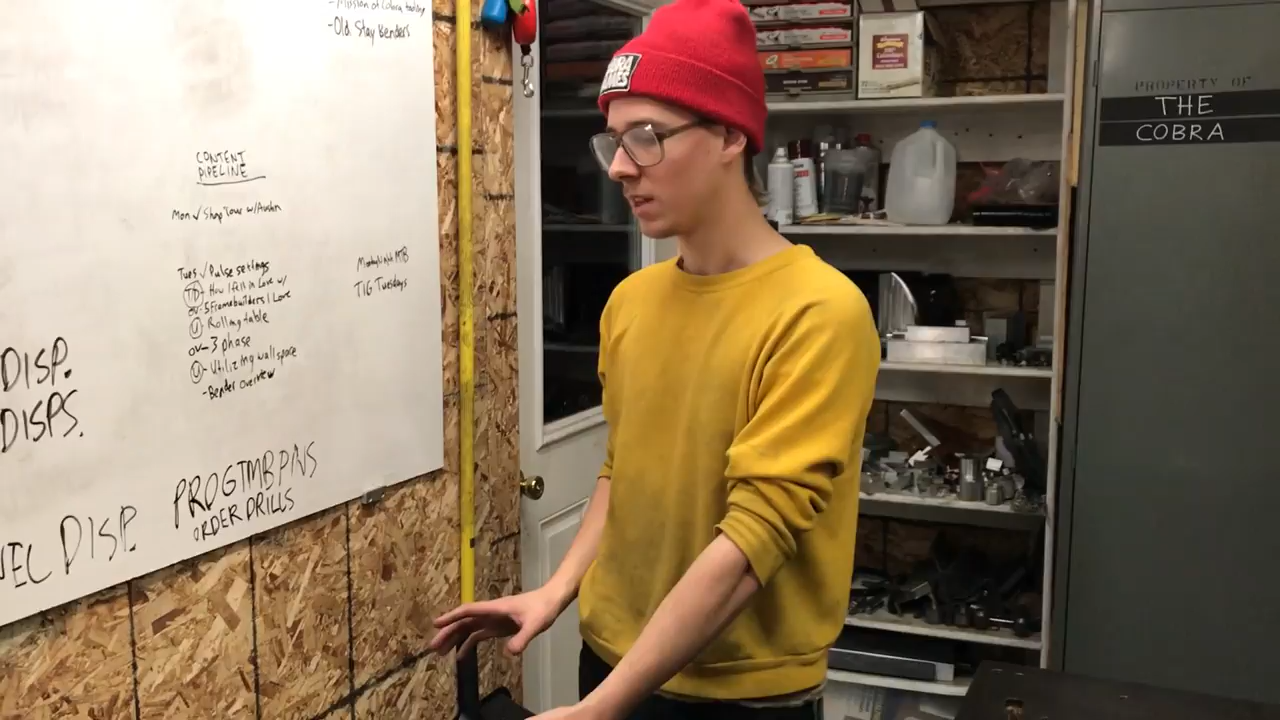 -Mission of Cobra tooling
-Old Stay Benders
CONTENT
PIPELINE
Mon ✓ Shop Tour w/Austin
Tues ✓ Pulse settings
How I fell in Love w/
5 Framebuilders I Love
(U)- Rolling table
ov- 3 phase
(U)- Utilizing wall space
-Bender overview
TIG Tuesdays
DISP.
DISPS.
DISP.
PROG TMB PINS
ORDER DRILLS
PROPERTY OF
THE
COBRA